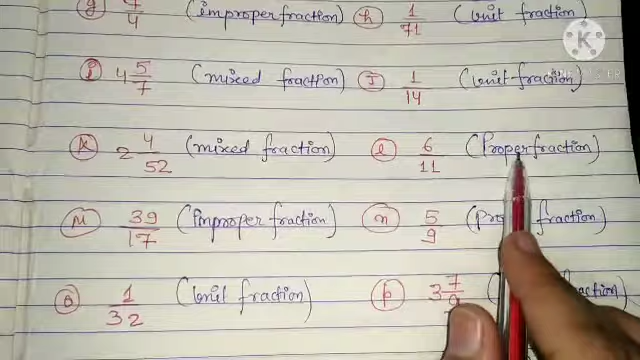 g 7/4 (improper fraction) h 1/71 (Unit fraction)
i 4 5/7 (mixed fraction) J 1/14 (Unit fraction)
K 2 4/52 (mixed fraction) l 6/11 (Proper fraction)
M 39/17 (Improper fraction) n 5/9 fraction)
o 1/32 (Unit fraction) p 3 7/9
KINEMASTER